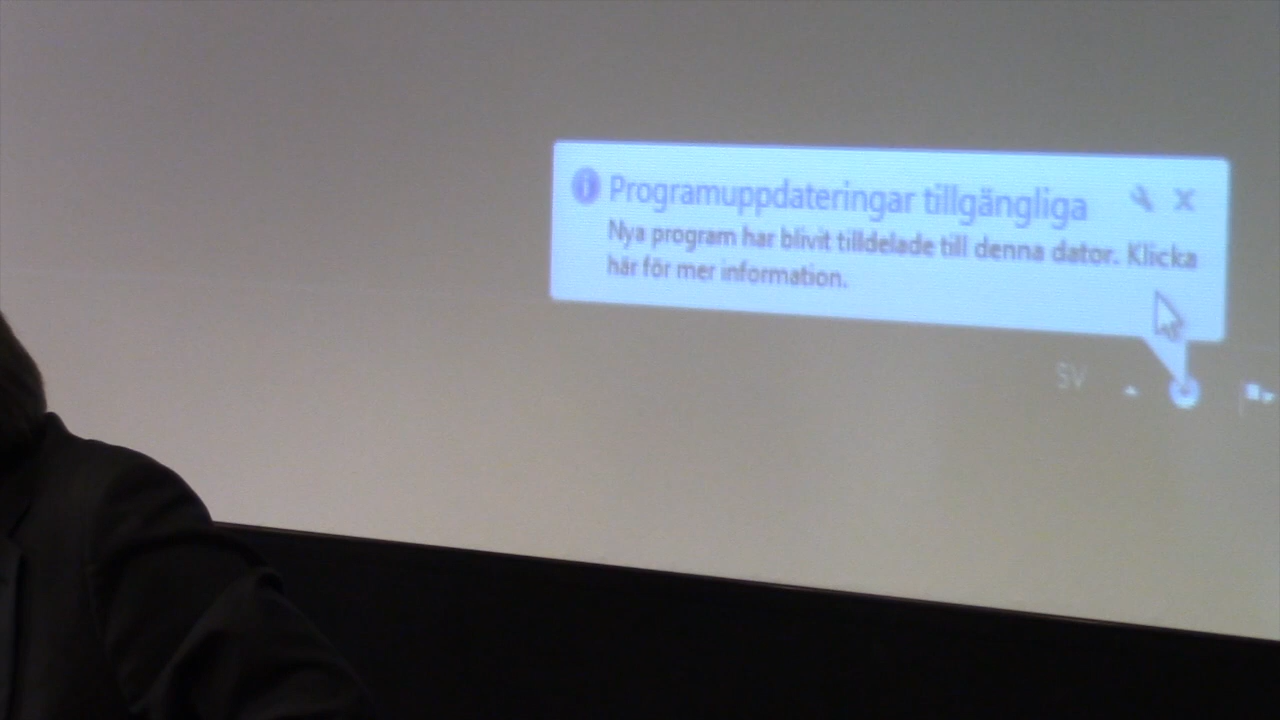 Programuppdateringar tillgängliga
Nya program har blivit tilldelade till denna dator. Klicka
här för mer information.
SV